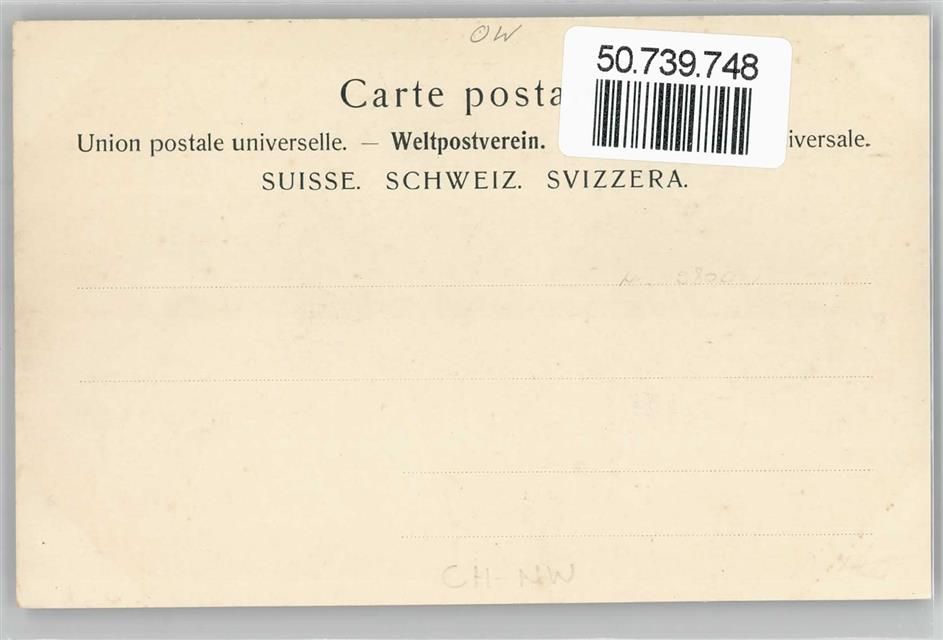 OW
50.739.748
Carte posta
Union postale universelle. — Weltpostverein. iversale.
SUISSE. SCHWEIZ. SVIZZERA.
CH-NW